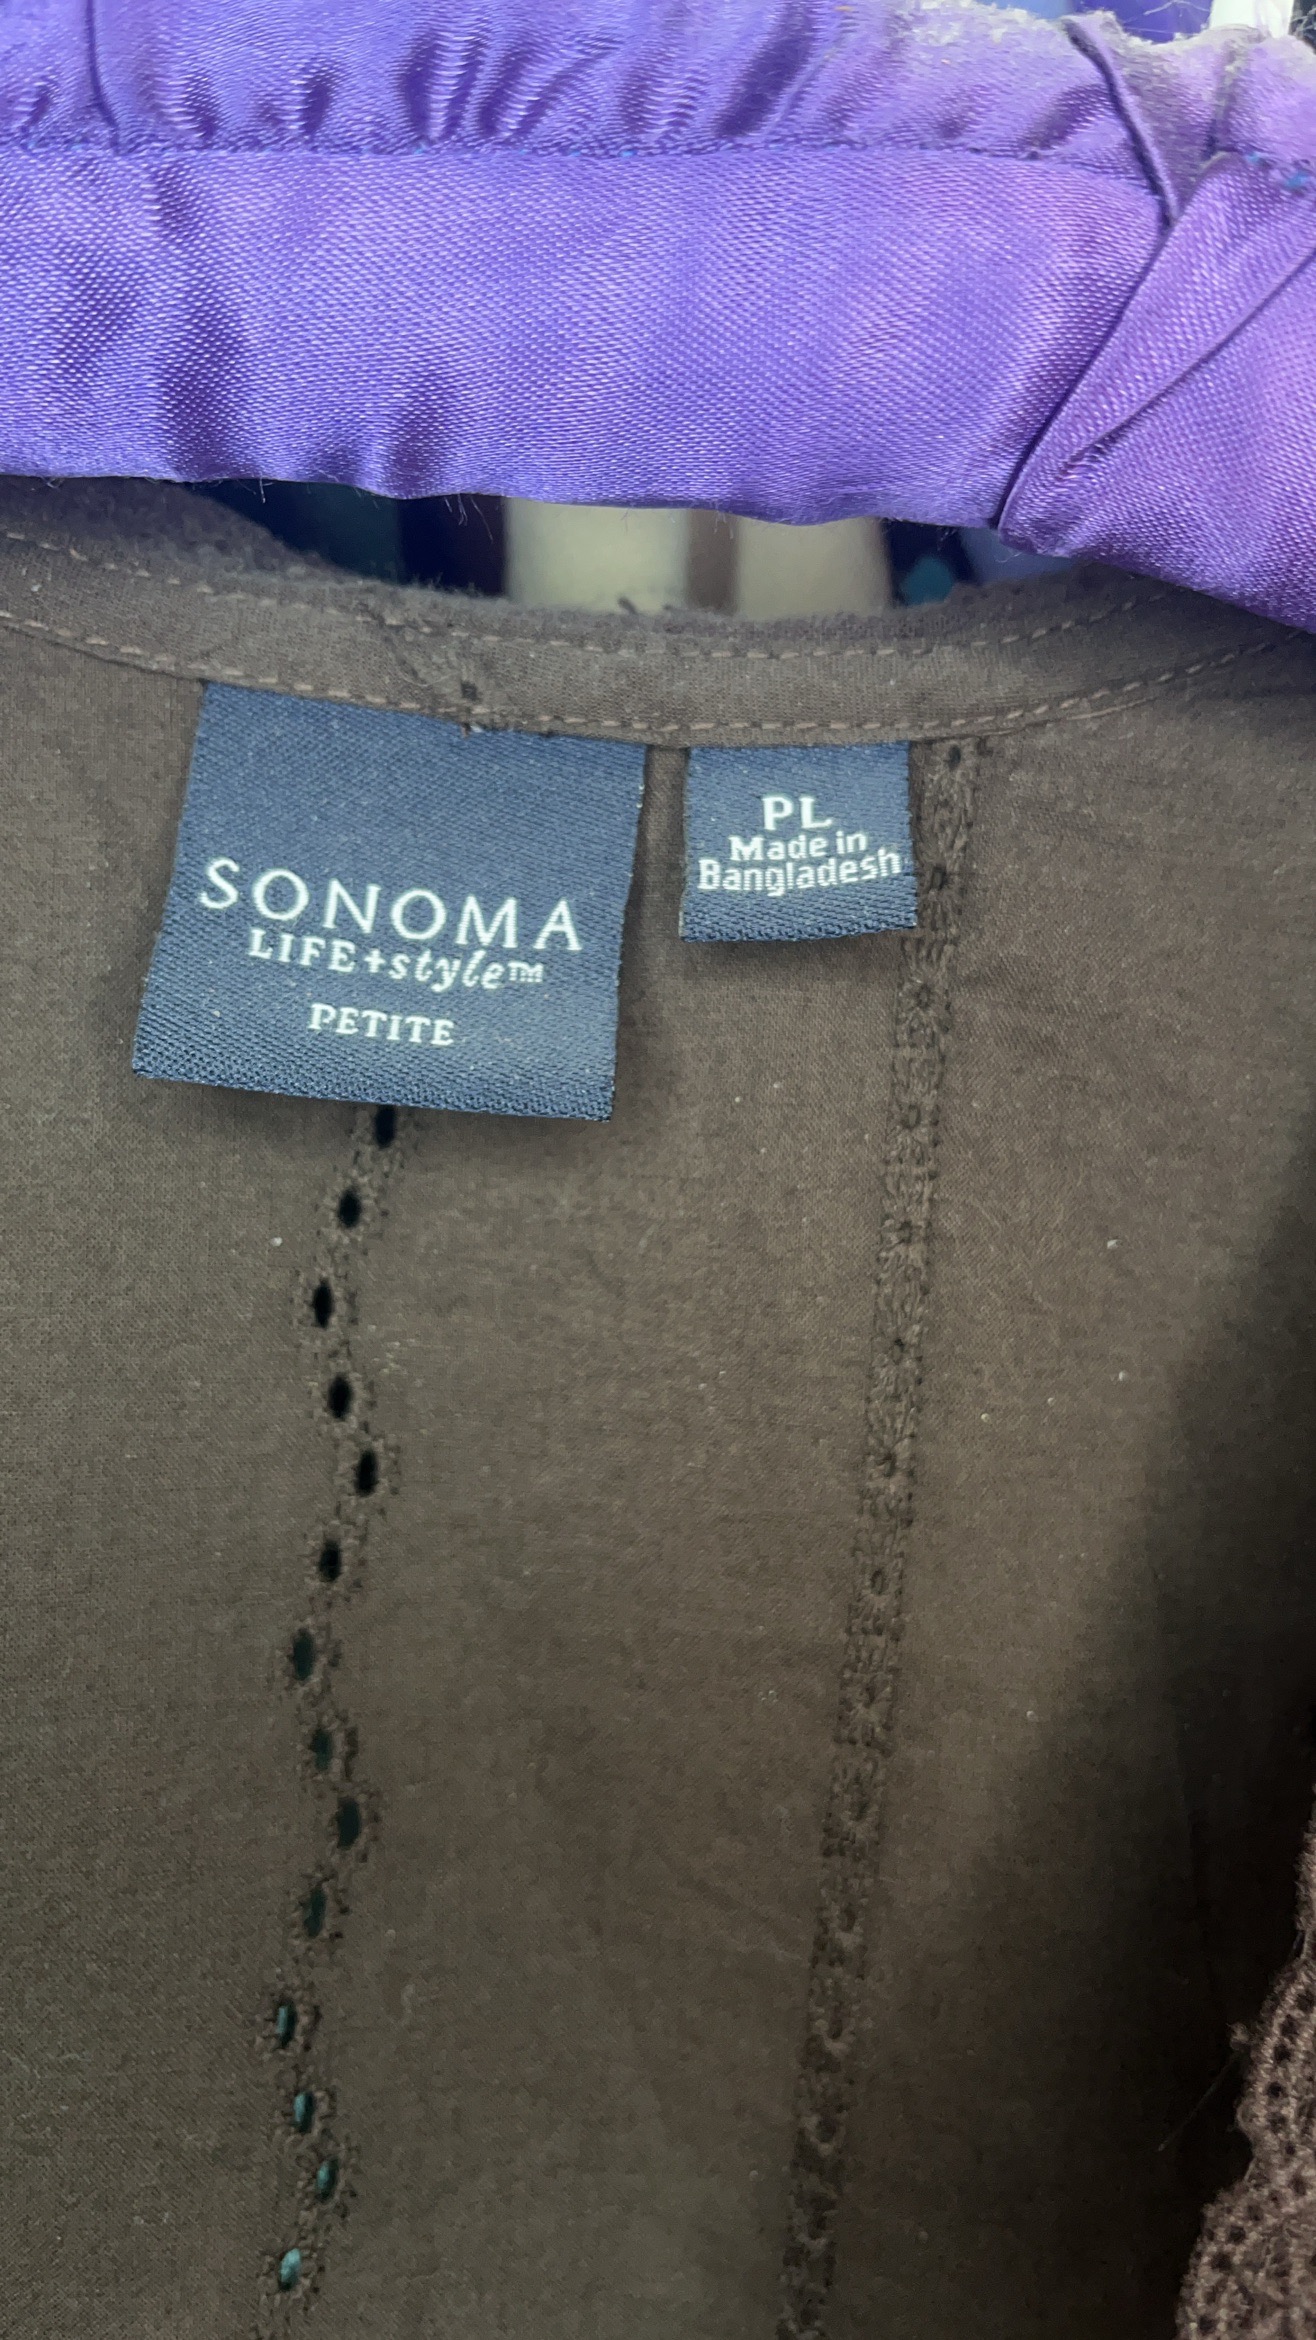 SONOMA
LIFE+style™
PETITE
PL
Made in
Bangladesh